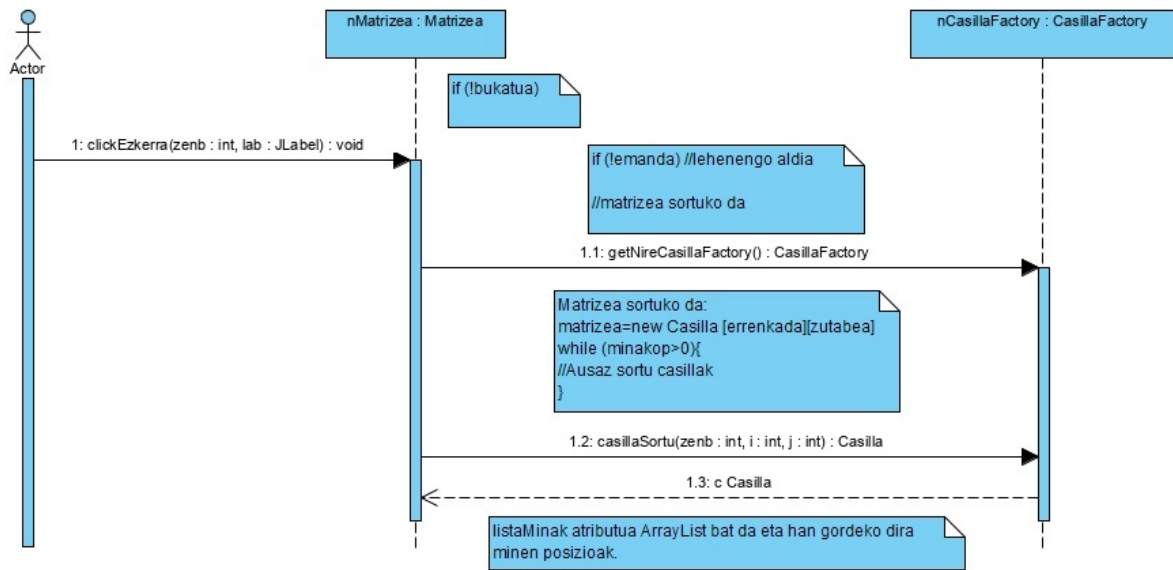 nMatrizea : Matrizea
nCasillaFactory : CasillaFactory
Actor
if (!bukatua)
1: clickEzkerra(zenb : int, lab : JLabel) : void
if (!emanda) //lehenengo aldia
//matrizea sortuko da
1.1: getNireCasillaFactory() : CasillaFactory
Matrizea sortuko da:
matrizea=new Casilla [errenkada][zutabea]
while (minakop>0){
//Ausaz sortu casillak
}
1.2: casillaSortu(zenb : int, i : int, j : int) : Casilla
1.3: c Casilla
listaMinak atributua ArrayList bat da eta han gordeko dira
minen posizioak.